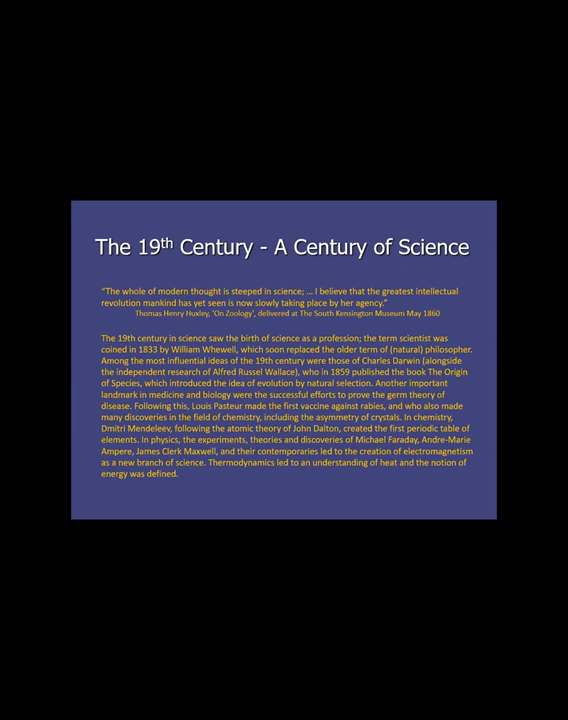 The 19th Century - A Century of Science
“The whole of modern thought is steeped in science; ... I believe that the greatest intellectual
revolution mankind has yet seen is now slowly taking place by her agency.”
Thomas Henry Huxley, 'On Zoology', delivered at The South Kensington Museum May 1860
The 19th century in science saw the birth of science as a profession; the term scientist was
coined in 1833 by William Whewell, which soon replaced the older term of (natural) philosopher.
Among the most influential ideas of the 19th century were those of Charles Darwin (alongside
the independent research of Alfred Russel Wallace), who in 1859 published the book The Origin
of Species, which introduced the idea of evolution by natural selection. Another important
landmark in medicine and biology were the successful efforts to prove the germ theory of
disease. Following this, Louis Pasteur made the first vaccine against rabies, and who also made
many discoveries in the field of chemistry, including the asymmetry of crystals. In chemistry,
Dmitri Mendeleev, following the atomic theory of John Dalton, created the first periodic table of
elements. In physics, the experiments, theories and discoveries of Michael Faraday, Andre-Marie
Ampere, James Clerk Maxwell, and their contemporaries led to the creation of electromagnetism
as a new branch of science. Thermodynamics led to an understanding of heat and the notion of
energy was defined.